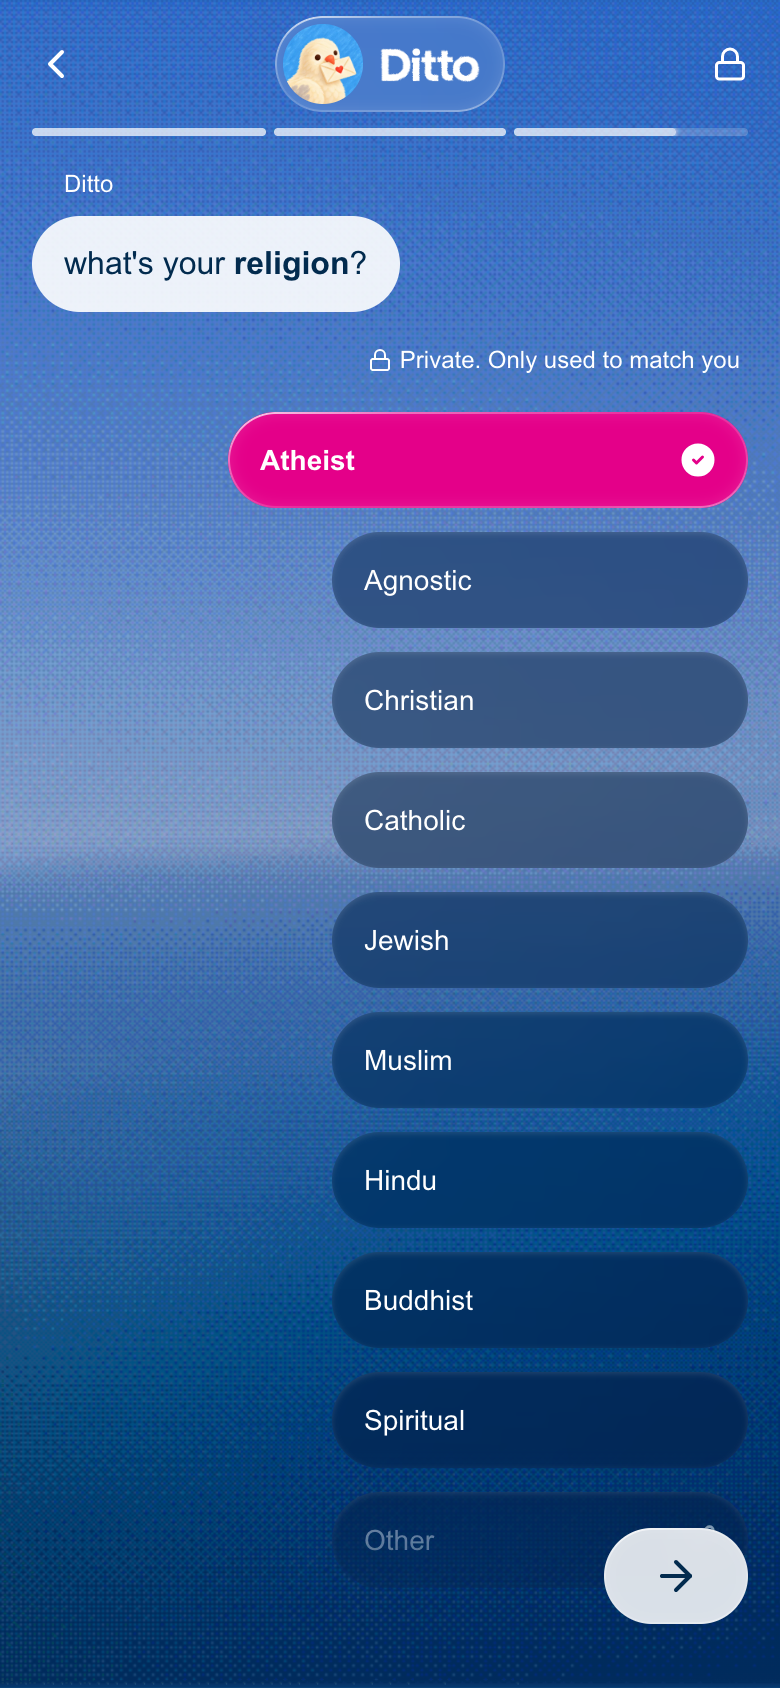 Ditto
Ditto
what's your religion?
Private. Only used to match you
Atheist
Agnostic
Christian
Catholic
Jewish
Muslim
Hindu
Buddhist
Spiritual
Other